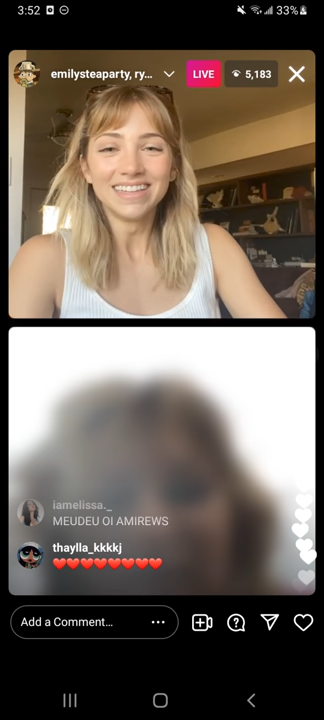 3:52
33%
emilysteaparty, ry...
LIVE
5,183
iamelissa._
MEUDEU OI AMIREWS
thaylla_kkkkj
Add a Comment...